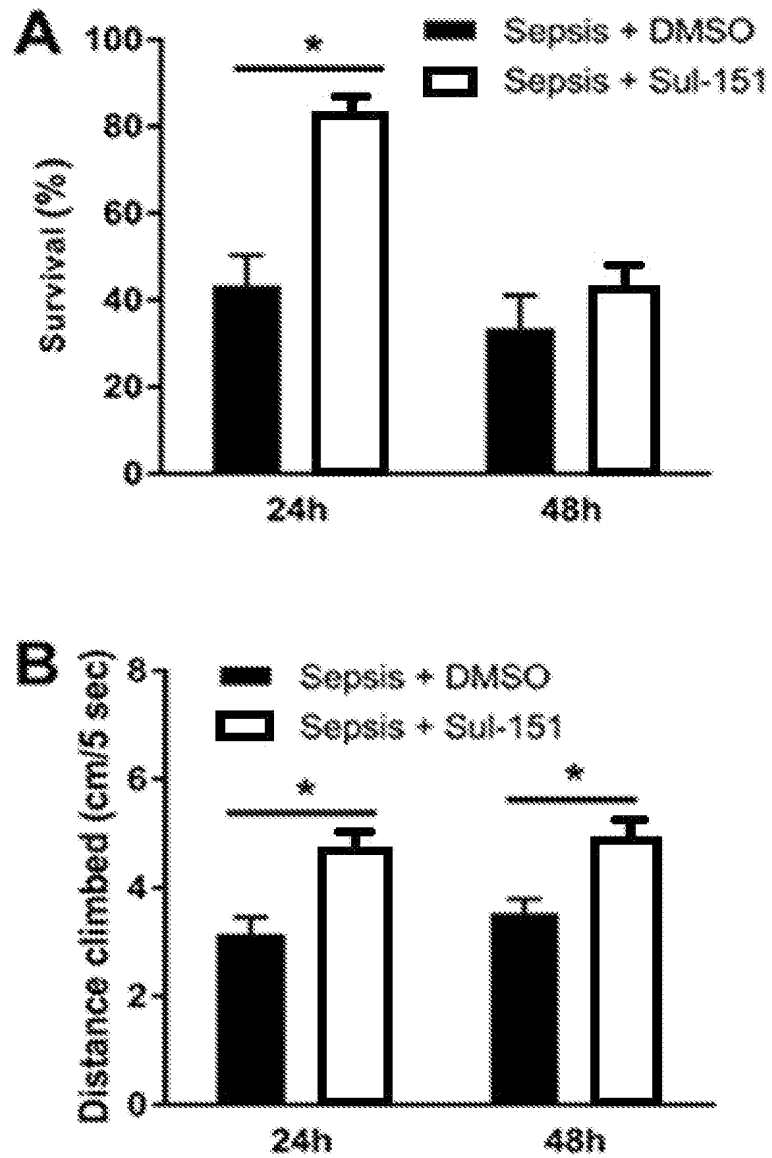 A
100
*
Sepsis + DMSO
Sepsis + Sul-151
80
60
40
20
0
Survival (%)
24h
48h
B
8
Sepsis + DMSO
Sepsis + Sul-151
*
*
6
4
2
0
Distance climbed (cm/5 sec)
24h
48h